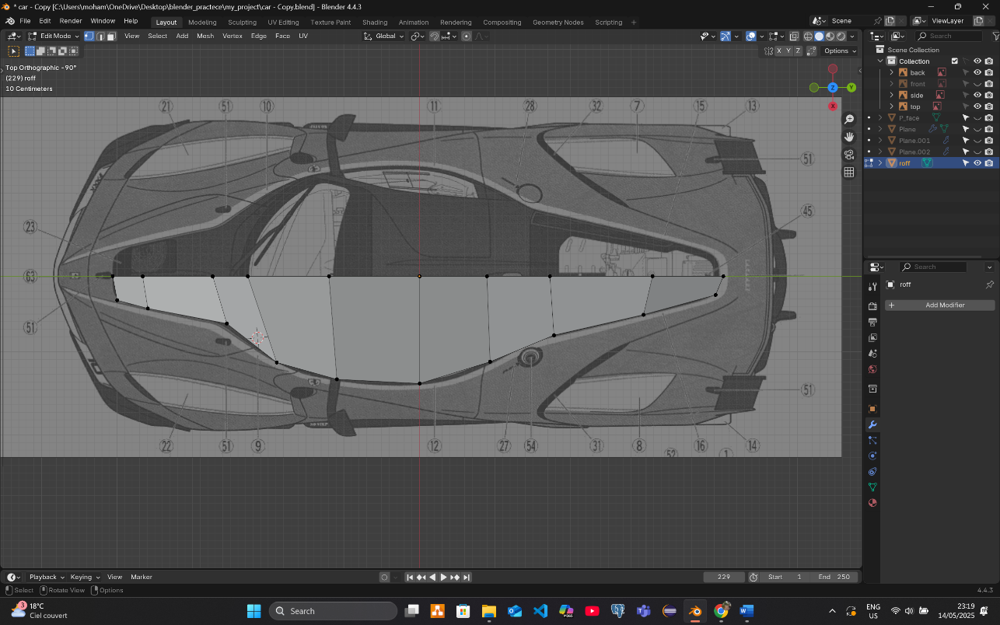 * car - Copy [C:\Users\moham\OneDrive\Desktop\blender_practece\my_project\car - Copy.blend] - Blender 4.4.3
File Edit Render Window Help Layout Modeling Sculpting UV Editing Texture Paint Shading Animation Rendering Compositing Geometry Nodes Scripting + Scene ViewLayer
Edit Mode View Select Add Mesh Vertex Edge Face UV Global Search
X Y Z Options
Scene Collection
Collection
back
front
side
top
P_face
Plane
Plane.001
Plane.002
roff
Top Orthographic -90°
(229) roff
10 Centimeters
Z Y X
21 51 10 11 28 32 7 15 13
51
45
23
63
51
51
22 51 9 12 27 54 31 8 52 16 1 14
Search
roff
+ Add Modifier
Playback Keying View Marker 229 Start 1 End 250
Select Rotate View Options 4.4.3
3 18°C
Ciel couvert
Search
ENG
US
23:19
14/05/2025